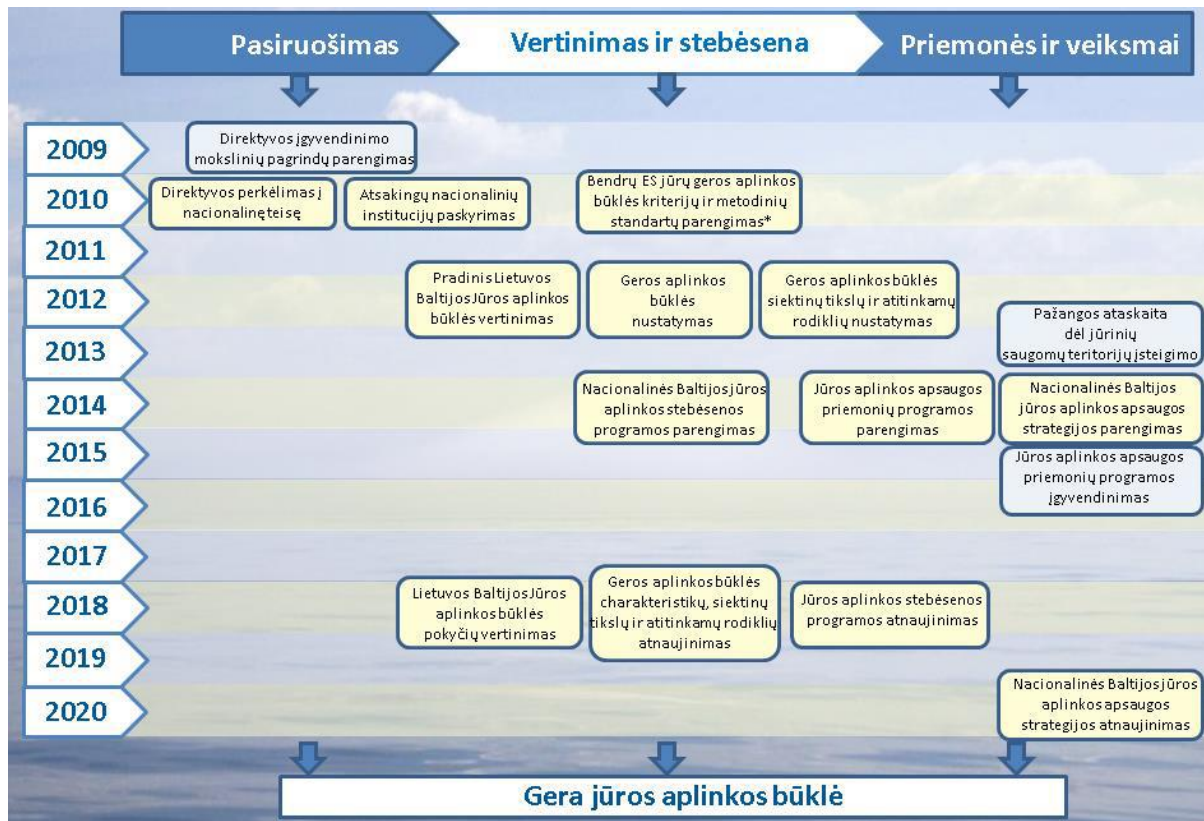 Pasiruošimas
Vertinimas ir stebėsena
Priemonės ir veiksmai
2009
Direktyvos įgyvendinimo
mokslinių pagrindų parengimas
2010
Direktyvos perkėlimas į
nacionalinę teisę
Atsakingų nacionalinių
institucijų paskyrimas
Bendrų ES jūrų geros aplinkos
būklės kriterijų ir metodinių
standartų parengimas*
2011
2012
Pradinis Lietuvos
Baltijos Jūros aplinkos
būklės vertinimas
Geros aplinkos
būklės
nustatymas
Geros aplinkos būklės
siektinų tikslų ir atitinkamų
rodiklių nustatymas
2013
Pažangos ataskaita
dėl jūrinių
saugomų teritorijų įsteigimo
2014
Nacionalinės Baltijos jūros
aplinkos stebėsenos
programos parengimas
Jūros aplinkos apsaugos
priemonių programos
parengimas
Nacionalinės Baltijos
jūros aplinkos apsaugos
strategijos parengimas
2015
Jūros aplinkos apsaugos
priemonių programos
įgyvendinimas
2016
2017
2018
Lietuvos Baltijos Jūros
aplinkos būklės
pokyčių vertinimas
Geros aplinkos būklės
charakteristikų, siektinų
tikslų ir atitinkamų rodiklių
atnaujinimas
Jūros aplinkos stebėsenos
programos atnaujinimas
2019
2020
Nacionalinės Baltijos jūros
aplinkos apsaugos
strategijos atnaujinimas
Gera jūros aplinkos būklė